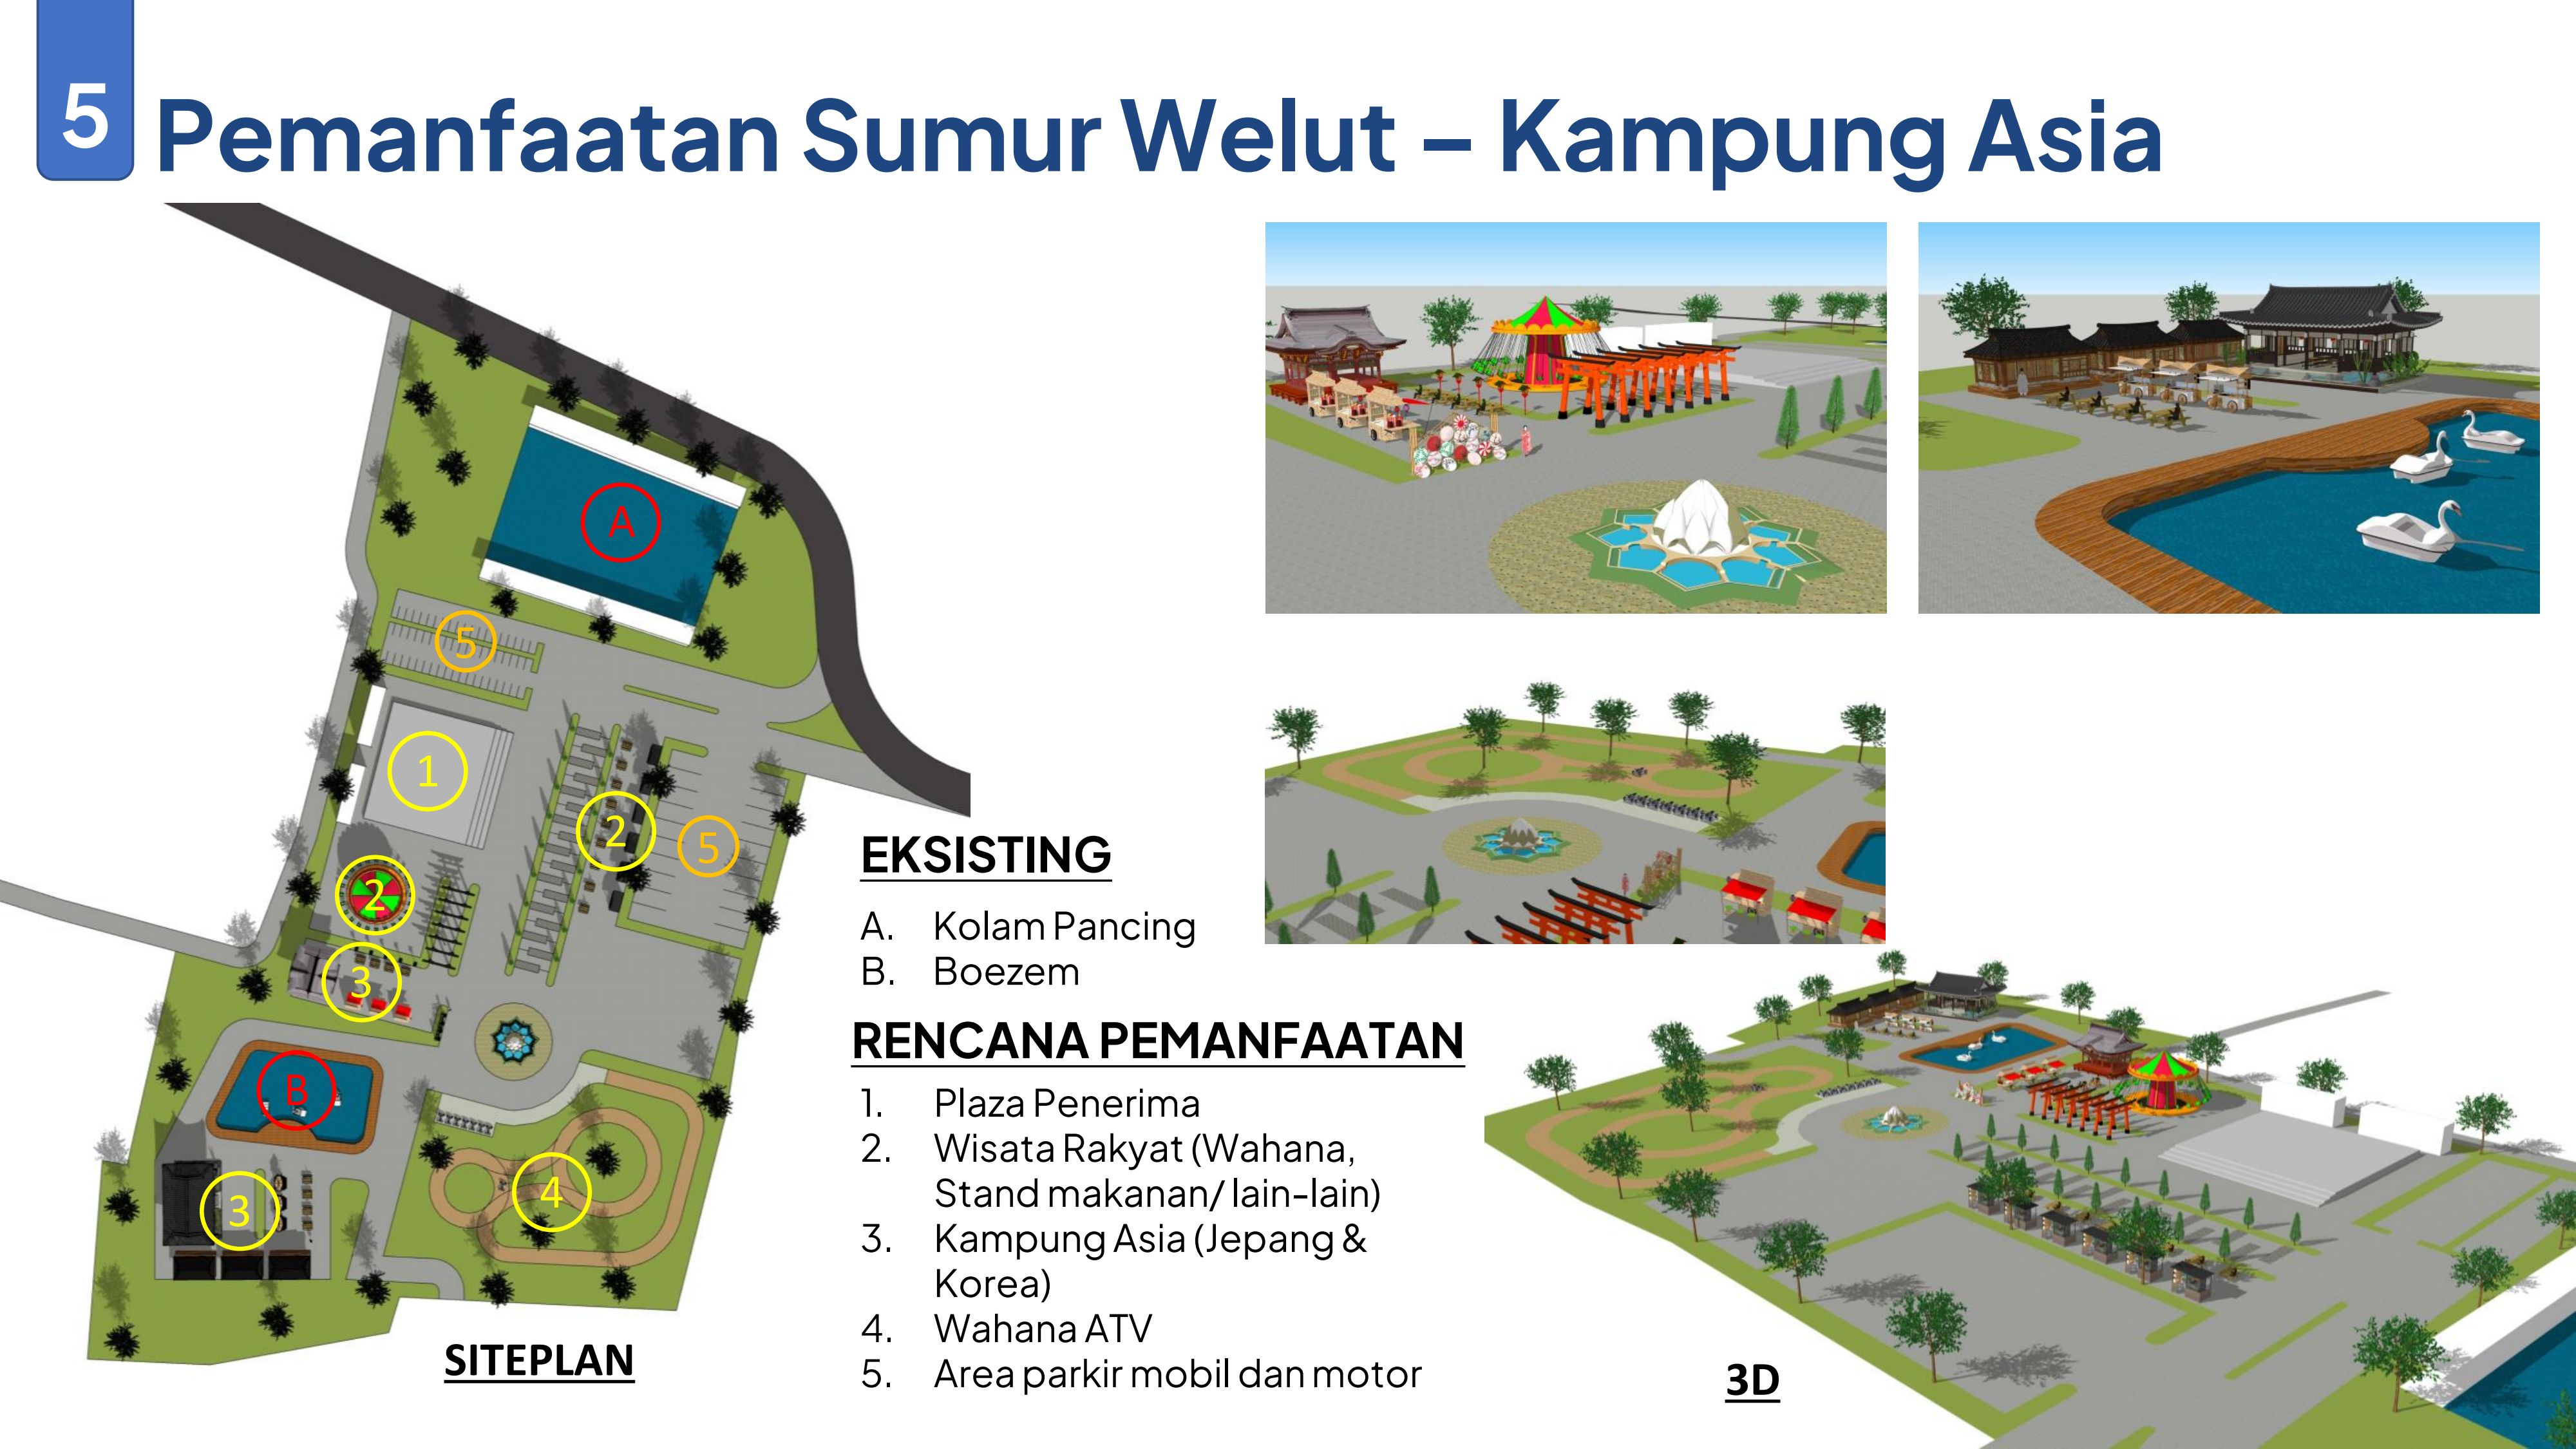 5
Pemanfaatan Sumur Welut – Kampung Asia
A
5
1
2
5
2
3
B
4
3
SITEPLAN
EKSISTING
A. Kolam Pancing
B. Boezem
RENCANA PEMANFAATAN
1. Plaza Penerima
2. Wisata Rakyat (Wahana,
Stand makanan/ lain-lain)
3. Kampung Asia (Jepang &
Korea)
4. Wahana ATV
5. Area parkir mobil dan motor
3D